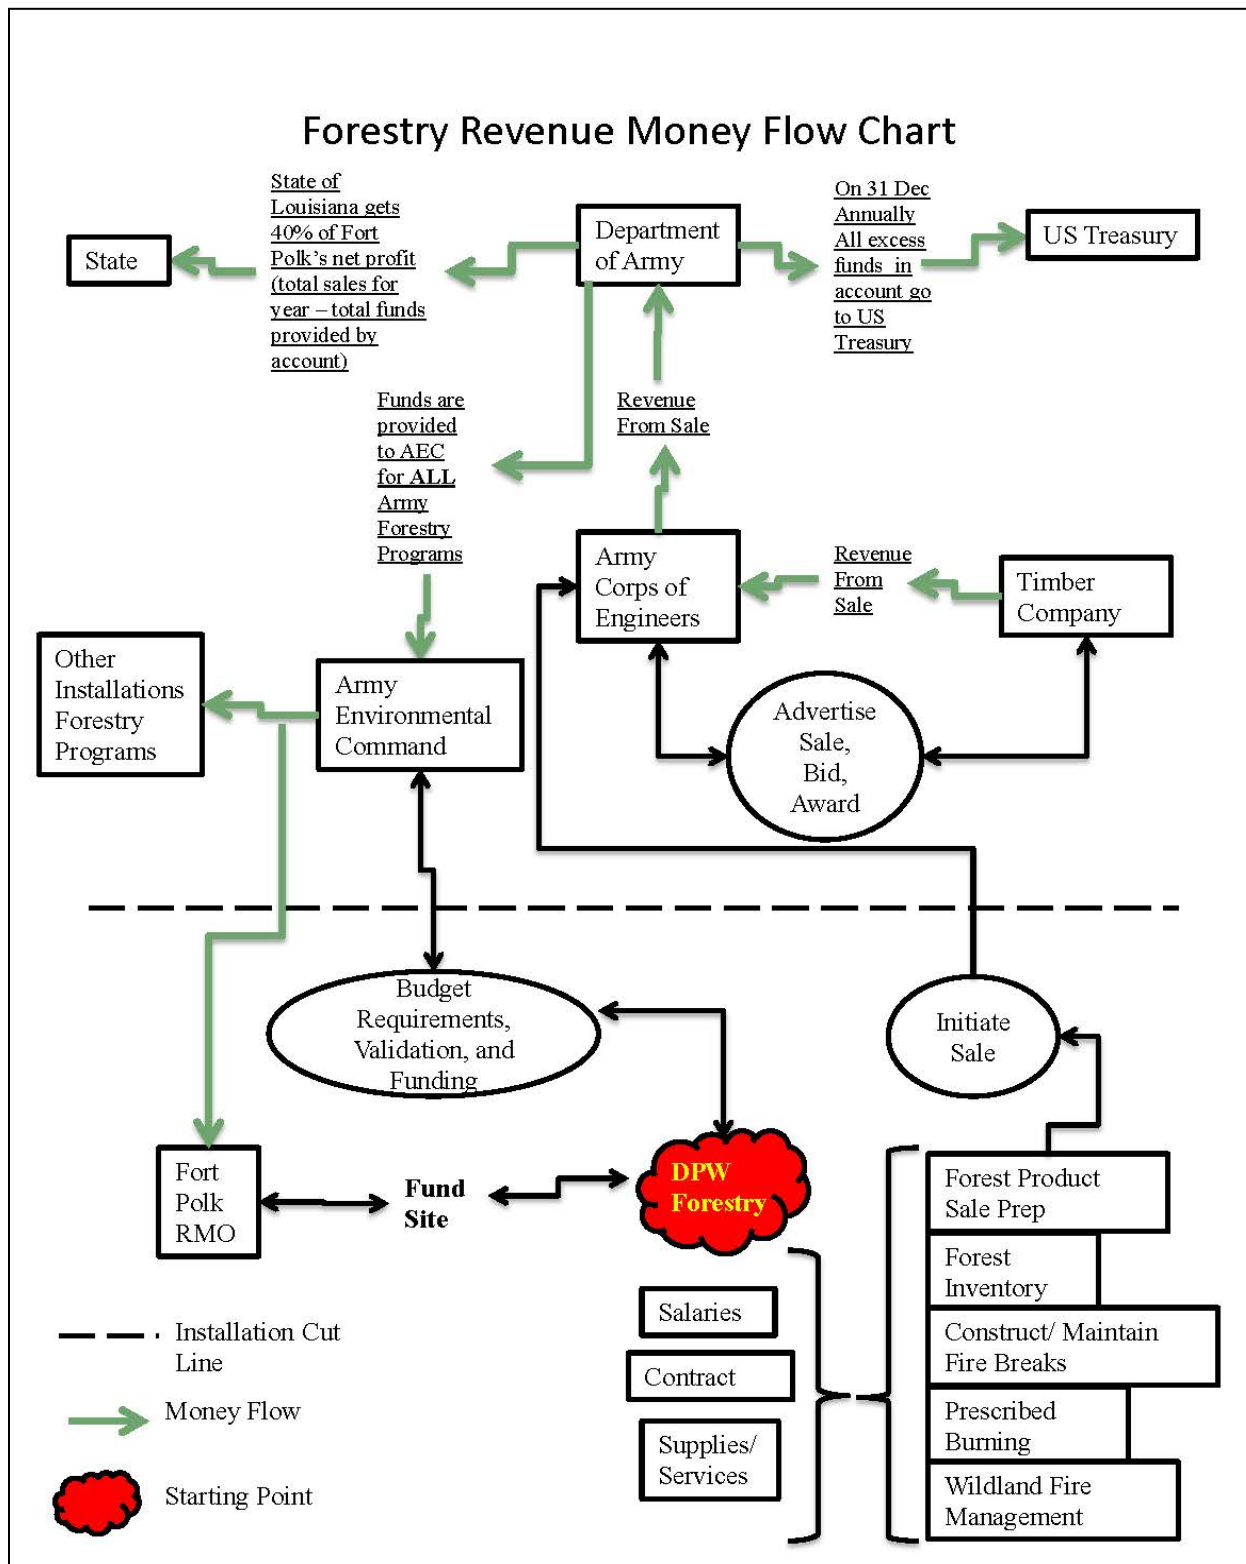 Forestry Revenue Money Flow Chart
State of
Louisiana gets
40% of Fort
Polk's net profit
(total sales for
year – total funds
provided by
account)
State
Department
of Army
On 31 Dec
Annually
All excess
funds in
account go
to US
Treasury
US Treasury
Funds are
provided
to AEC
for ALL
Army
Forestry
Programs
Revenue
From Sale
Army
Corps of
Engineers
Revenue
From
Sale
Timber
Company
Other
Installations
Forestry
Programs
Army
Environmental
Command
Advertise
Sale,
Bid,
Award
Budget
Requirements,
Validation, and
Funding
Initiate
Sale
Fort
Polk
RMO
Fund
Site
DPW
Forestry
Forest Product
Sale Prep
Forest
Inventory
Construct/ Maintain
Fire Breaks
Prescribed
Burning
Wildland Fire
Management
Salaries
Contract
Supplies/
Services
Installation Cut
Line
Money Flow
Starting Point